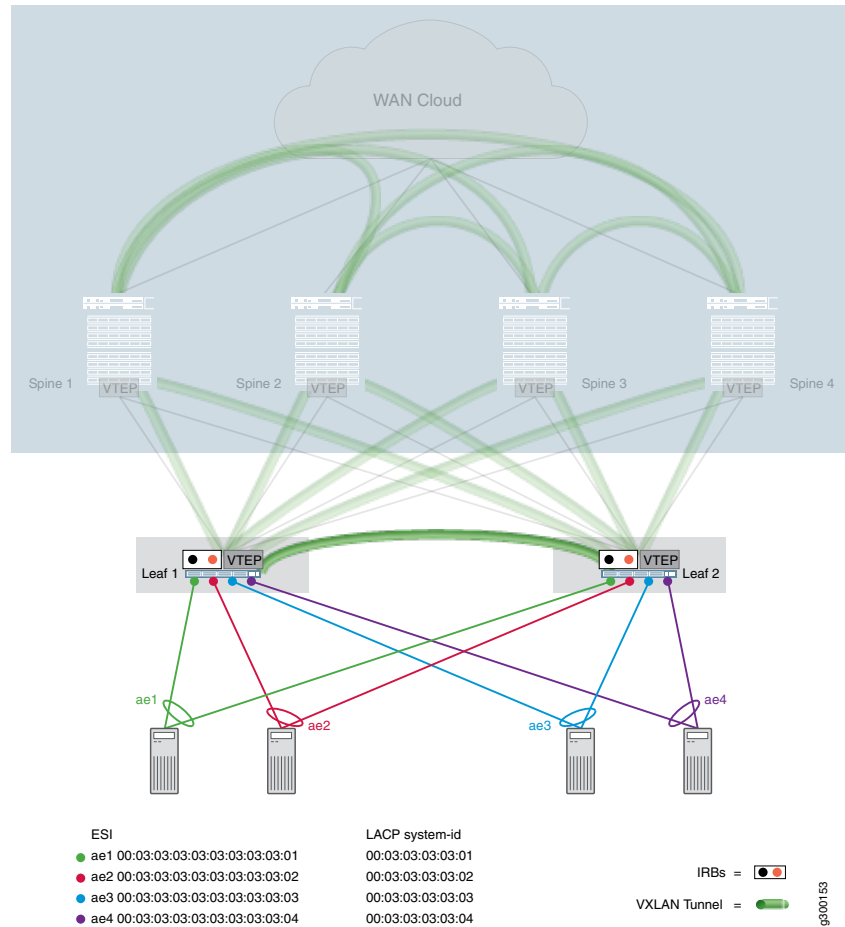 WAN Cloud
Spine 1
VTEP
Spine 2
VTEP
VTEP
Spine 3
VTEP
Spine 4
Leaf 1
VTEP
VTEP
Leaf 2
ae1
ae2
ae3
ae4
ESI LACP system-id
ae1 00:03:03:03:03:03:03:03:03:01 00:03:03:03:03:01
ae2 00:03:03:03:03:03:03:03:03:02 00:03:03:03:03:02
ae3 00:03:03:03:03:03:03:03:03:03 00:03:03:03:03:03
ae4 00:03:03:03:03:03:03:03:03:04 00:03:03:03:03:04
IRBs =
VXLAN Tunnel =
g300153